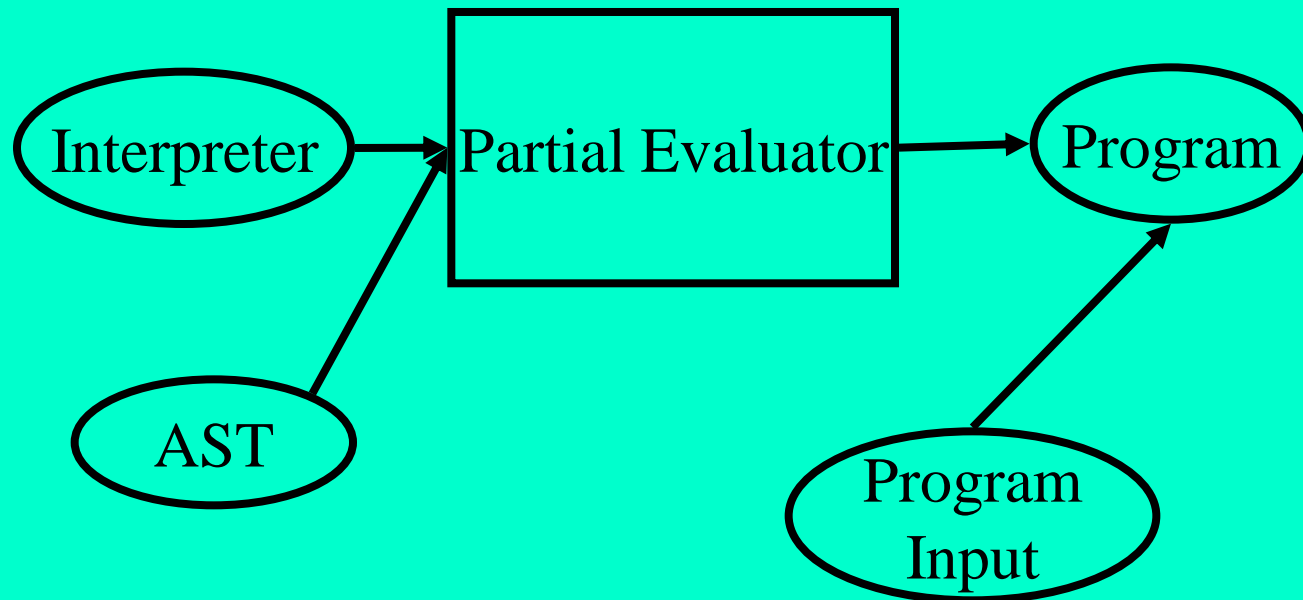 Interpreter
Partial Evaluator
Program
AST
Program
Input